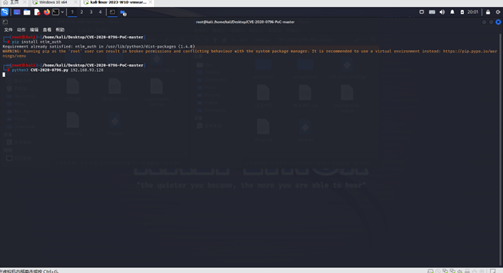 主页
Windows 10 x64
kali linux 2023 W10-vmwar...
1
2
3
4
20:01
root@kali: /home/kali/Desktop/CVE-2020-0796-PoC-master
文件 动作 编辑 查看 帮助
(root@kali)-[/home/kali/Desktop/CVE-2020-0796-PoC-master]
# pip install ntlm_auth
Requirement already satisfied: ntlm_auth in /usr/lib/python3/dist-packages (1.4.0)
WARNING: Running pip as the 'root' user can result in broken permissions and conflicting behaviour with the system package manager. It is recommended to use a virtual environment instead: https://pip.pypa.io/warnings/venv
(root@kali)-[/home/kali/Desktop/CVE-2020-0796-PoC-master]
# python3 CVE-2020-0796.py 192.168.93.129
"the quieter you become, the more you are able to hear"